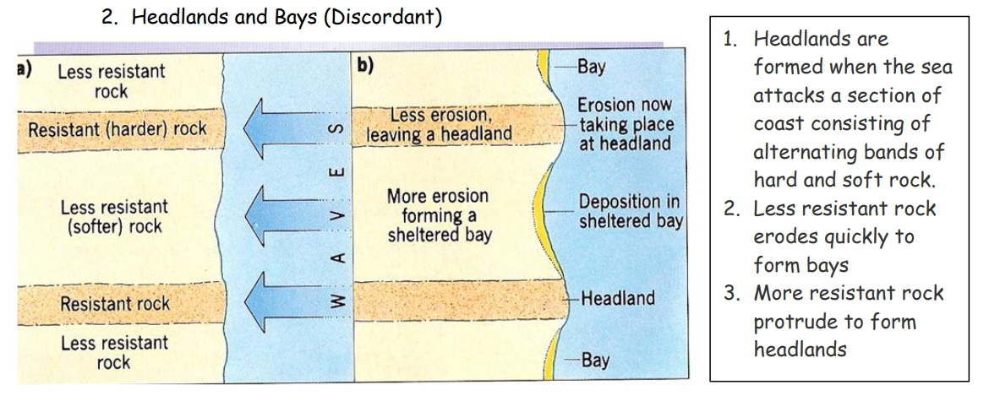 2. Headlands and Bays (Discordant)
a)
Less resistant
rock
Resistant (harder) rock
Less resistant
(softer) rock
Resistant rock
Less resistant
rock
W A V E S
b)
Less erosion,
leaving a headland
More erosion
forming a
sheltered bay
Bay
Erosion now
taking place
at headland
Deposition in
sheltered bay
Headland
Bay
1. Headlands are
formed when the sea
attacks a section of
coast consisting of
alternating bands of
hard and soft rock.
2. Less resistant rock
erodes quickly to
form bays
3. More resistant rock
protrude to form
headlands